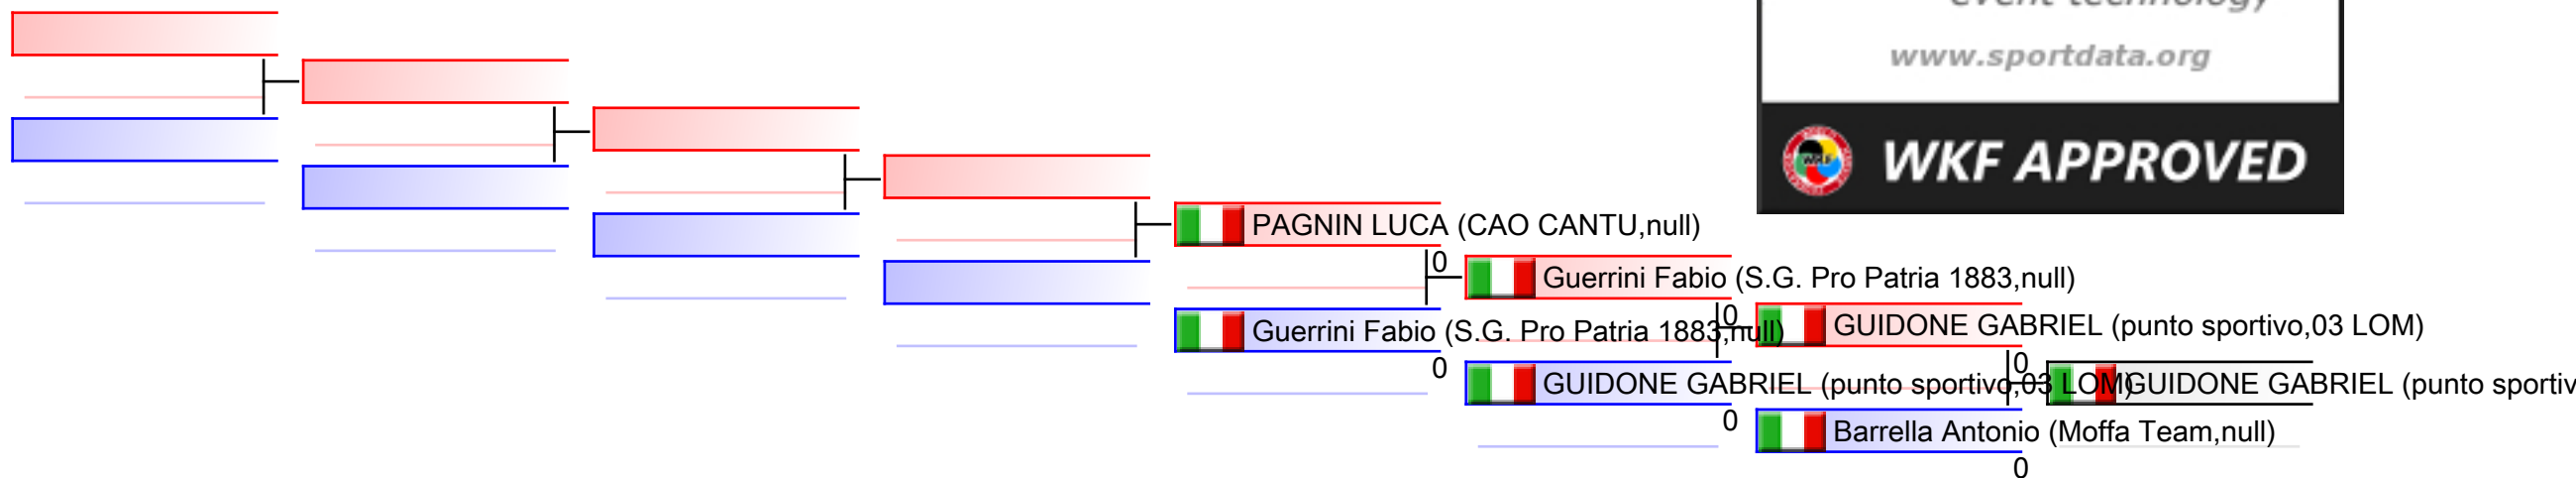 event technology
www.sportdata.org
WKF APPROVED
PAGNIN LUCA (CAO CANTU,null)
0
Guerrini Fabio (S.G. Pro Patria 1883,null)
0
GUIDONE GABRIEL (punto sportivo,03 LOM)
Guerrini Fabio (S.G. Pro Patria 1883,null)
0
0
GUIDONE GABRIEL (punto sportivo,03 LOM)
GUIDONE GABRIEL (punto sportiv
0
Barrella Antonio (Moffa Team,null)
0